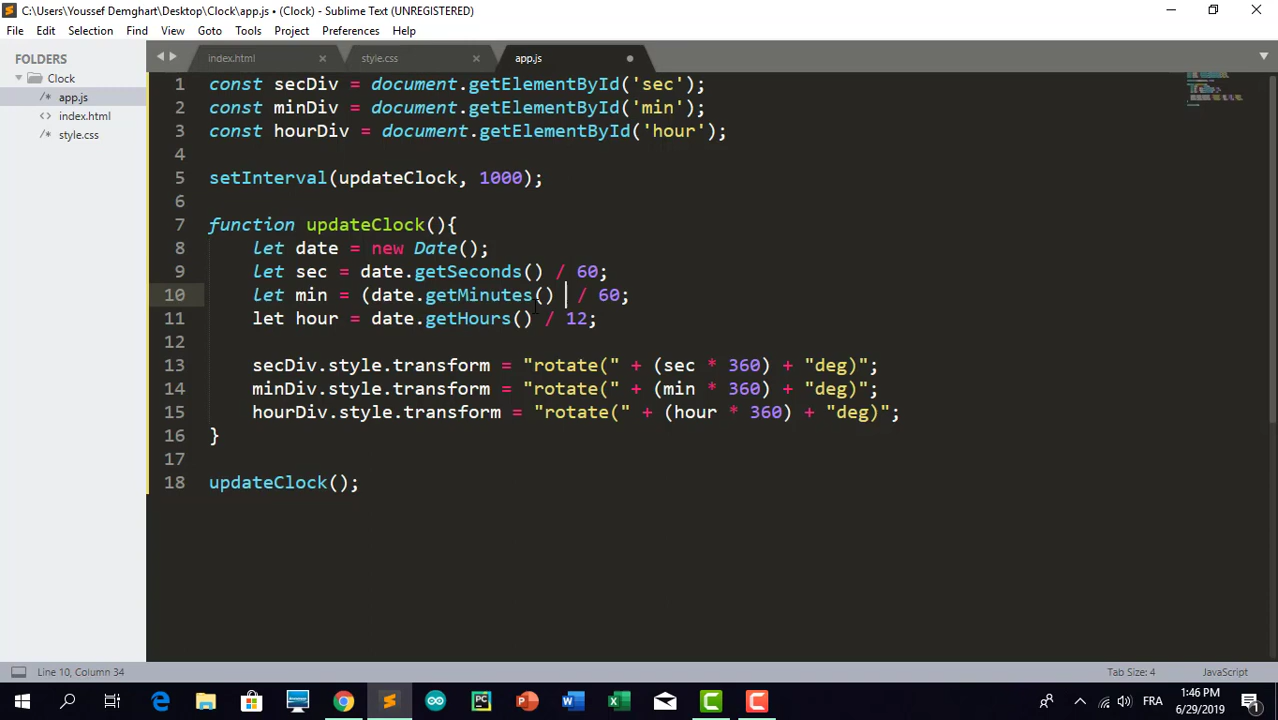 C:\Users\Youssef Demghart\Desktop\Clock\app.js • (Clock) - Sublime Text (UNREGISTERED)
File Edit Selection Find View Goto Tools Project Preferences Help
FOLDERS
Clock
/* app.js
<> index.html
/* style.css
index.html × style.css × app.js
1 const secDiv = document.getElementById('sec');
2 const minDiv = document.getElementById('min');
3 const hourDiv = document.getElementById('hour');
4
5 setInterval(updateClock, 1000);
6
7 function updateClock(){
8 let date = new Date();
9 let sec = date.getSeconds() / 60;
10 let min = (date.getMinutes() / 60;
11 let hour = date.getHours() / 12;
12
13 secDiv.style.transform = "rotate(" + (sec * 360) + "deg)";
14 minDiv.style.transform = "rotate(" + (min * 360) + "deg)";
15 hourDiv.style.transform = "rotate(" + (hour * 360) + "deg)";
16 }
17
18 updateClock();
Line 10, Column 34 Tab Size: 4 JavaScript
FRA 1:46 PM
6/29/2019